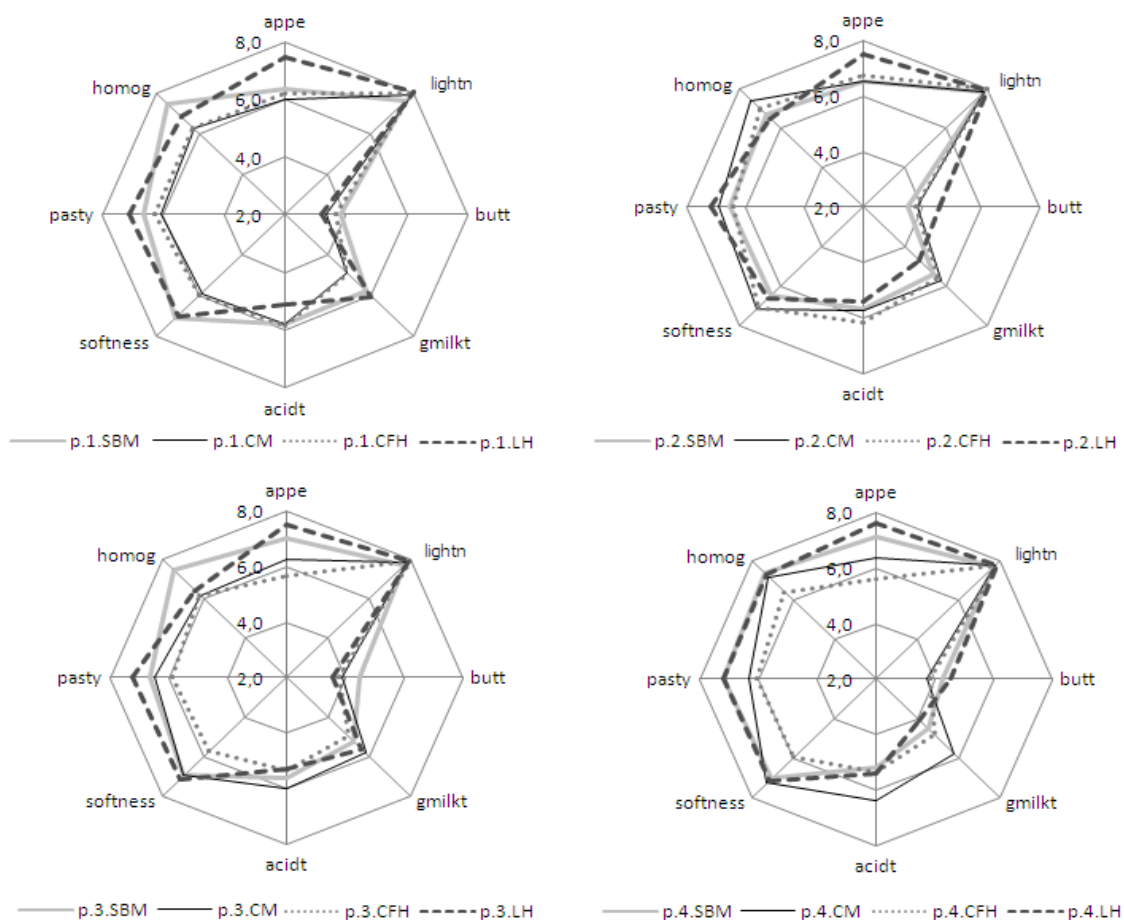 appe
8,0
homog
lightn
6,0
4,0
pasty
2,0
butt
softness
gmilkt
acidt
p.1.SBM p.1.CM p.1.CFH p.1.LH
appe
8,0
homog
lightn
6,0
4,0
pasty
2,0
butt
softness
gmilkt
acidt
p.2.SBM p.2.CM p.2.CFH p.2.LH
appe
8,0
homog
lightn
6,0
4,0
pasty
2,0
butt
softness
gmilkt
acidt
p.3.SBM p.3.CM p.3.CFH p.3.LH
appe
8,0
homog
lightn
6,0
4,0
pasty
2,0
butt
softness
gmilkt
acidt
p.4.SBM p.4.CM p.4.CFH p.4.LH